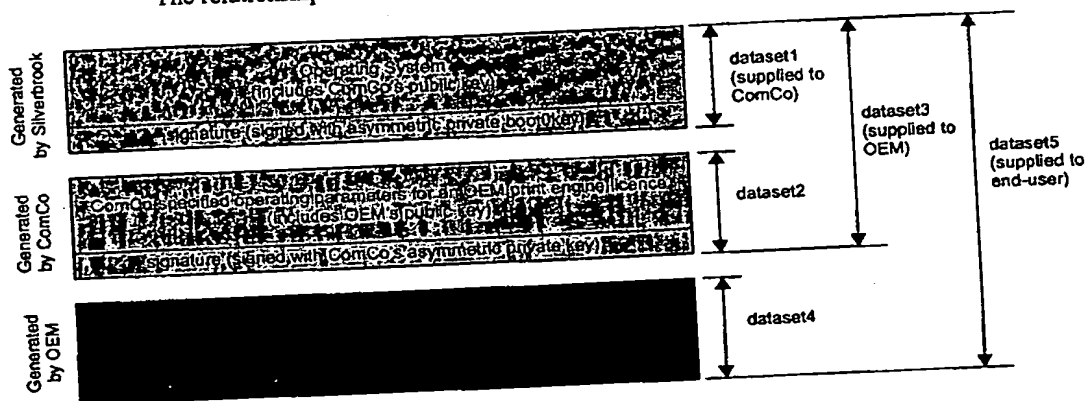 The relationship
Generated
by Silverbrook
Operating System
(includes ComCo's public key)
signature (signed with asymmetric private boot0key)
dataset1
(supplied to
ComCo)
dataset3
(supplied to
OEM)
dataset5
(supplied to
end-user)
Generated
by ComCo
ComCo specified operating parameters for an OEM print engine licence
(includes OEM's public key)
signature (signed with ComCo's asymmetric private key)
dataset2
Generated
by OEM
dataset4